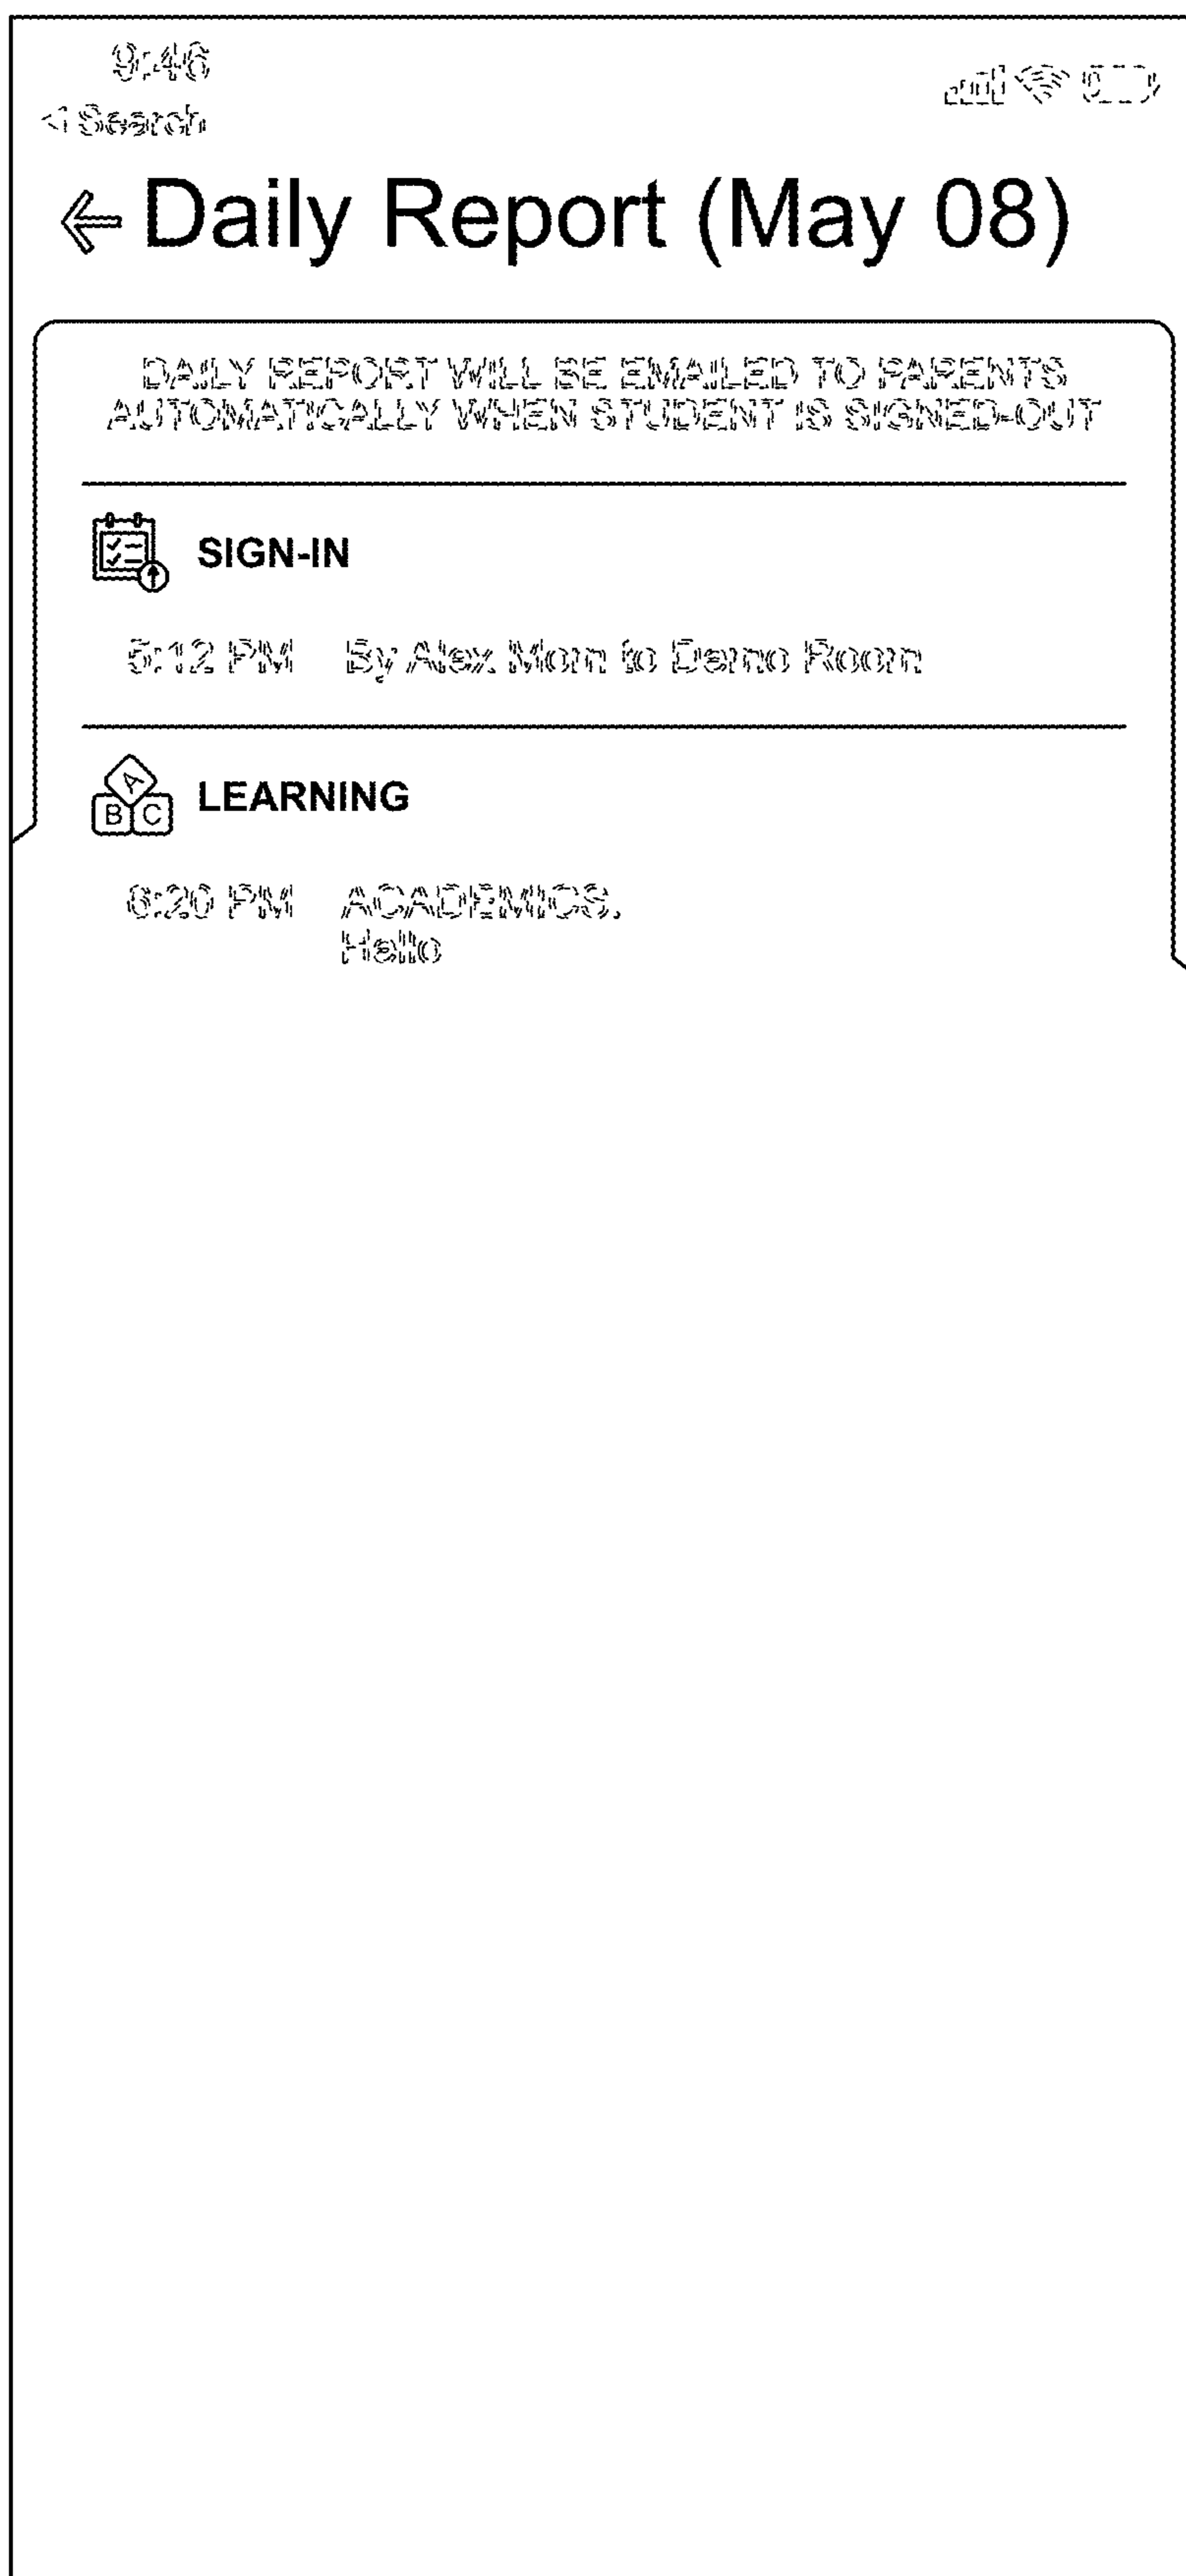 9:46
Search
Daily Report (May 08)
DAILY REPORT WILL BE EMAILED TO PARENTS
AUTOMATICALLY WHEN STUDENT IS SIGNED-OUT
SIGN-IN
5:12 PM By Alex Mom to Demo Room
A
B C
LEARNING
6:20 PM ACADEMICS.
Hello